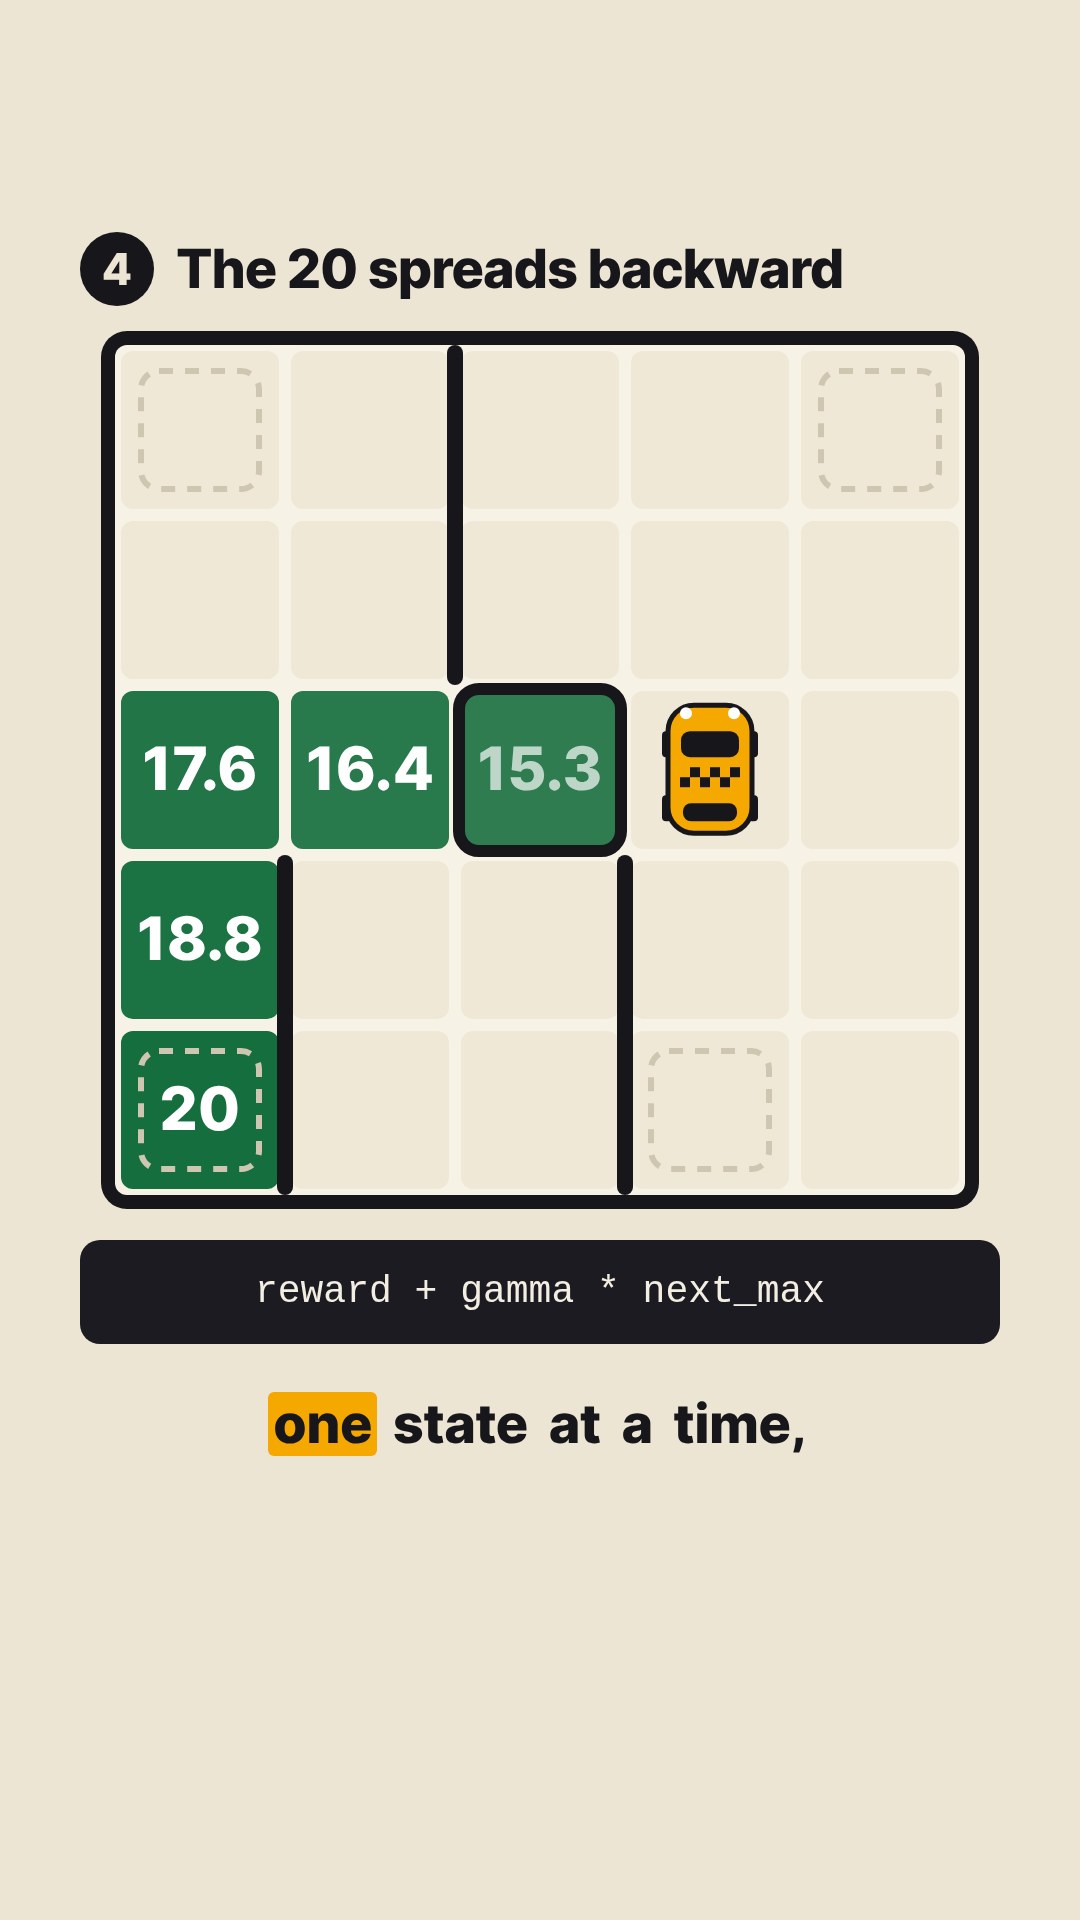 4 The 20 spreads backward
17.6 16.4 15.3
18.8
20
reward + gamma * next_max
one state at a time,